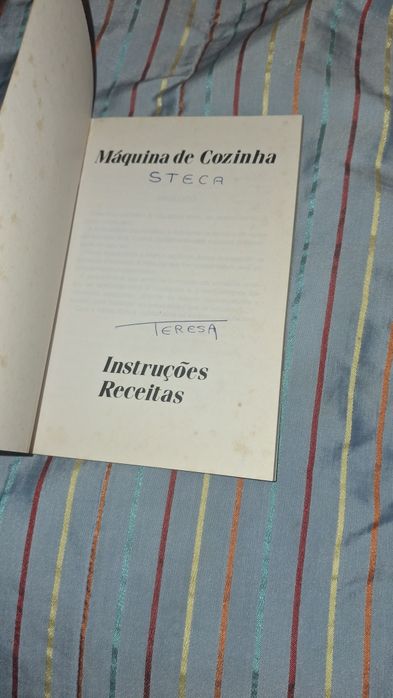 Máquina de Cozinha
STECA
TERESA
Instruções
Receitas